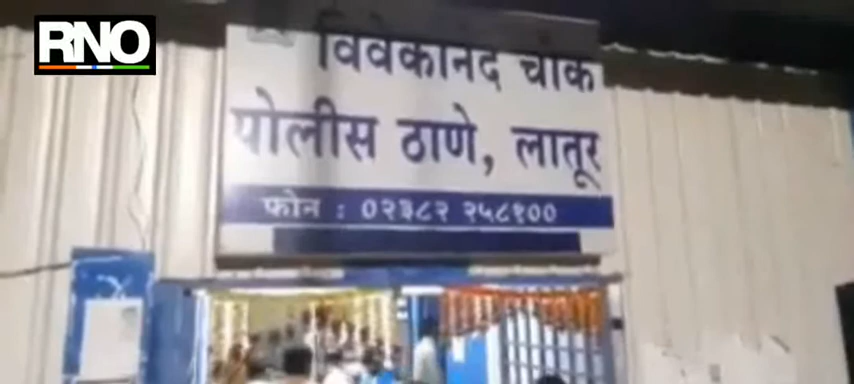 RNO
विवेकानंद चौक
पोलीस ठाणे, लातूर
फोन : ०२३८२ २५८१००